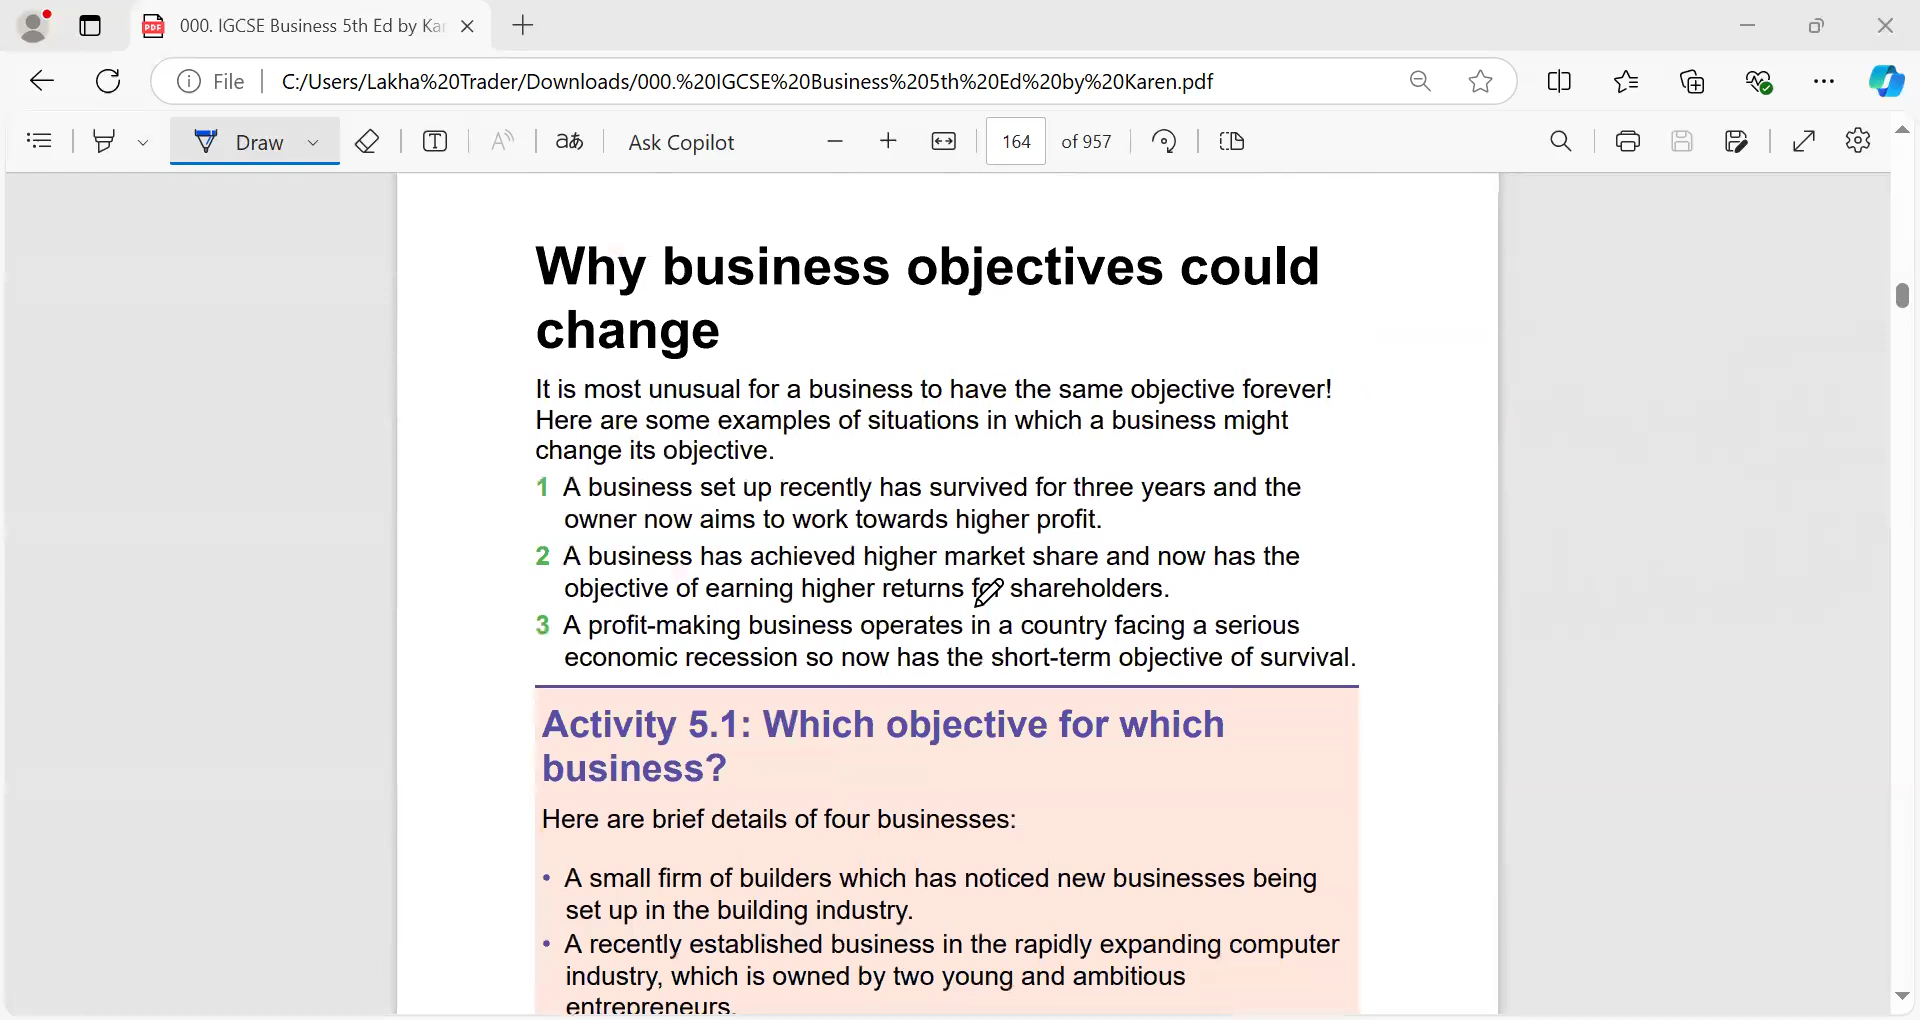 000. IGCSE Business 5th Ed by Kar
File
C:/Users/Lakha%20Trader/Downloads/000.%20IGCSE%20Business%205th%20Ed%20by%20Karen.pdf
Draw
Ask Copilot
164 of 957
Why business objectives could
change
It is most unusual for a business to have the same objective forever!
Here are some examples of situations in which a business might
change its objective.
1 A business set up recently has survived for three years and the
owner now aims to work towards higher profit.
2 A business has achieved higher market share and now has the
objective of earning higher returns for shareholders.
3 A profit-making business operates in a country facing a serious
economic recession so now has the short-term objective of survival.
Activity 5.1: Which objective for which
business?
Here are brief details of four businesses:
• A small firm of builders which has noticed new businesses being
set up in the building industry.
• A recently established business in the rapidly expanding computer
industry, which is owned by two young and ambitious
entrepreneurs.